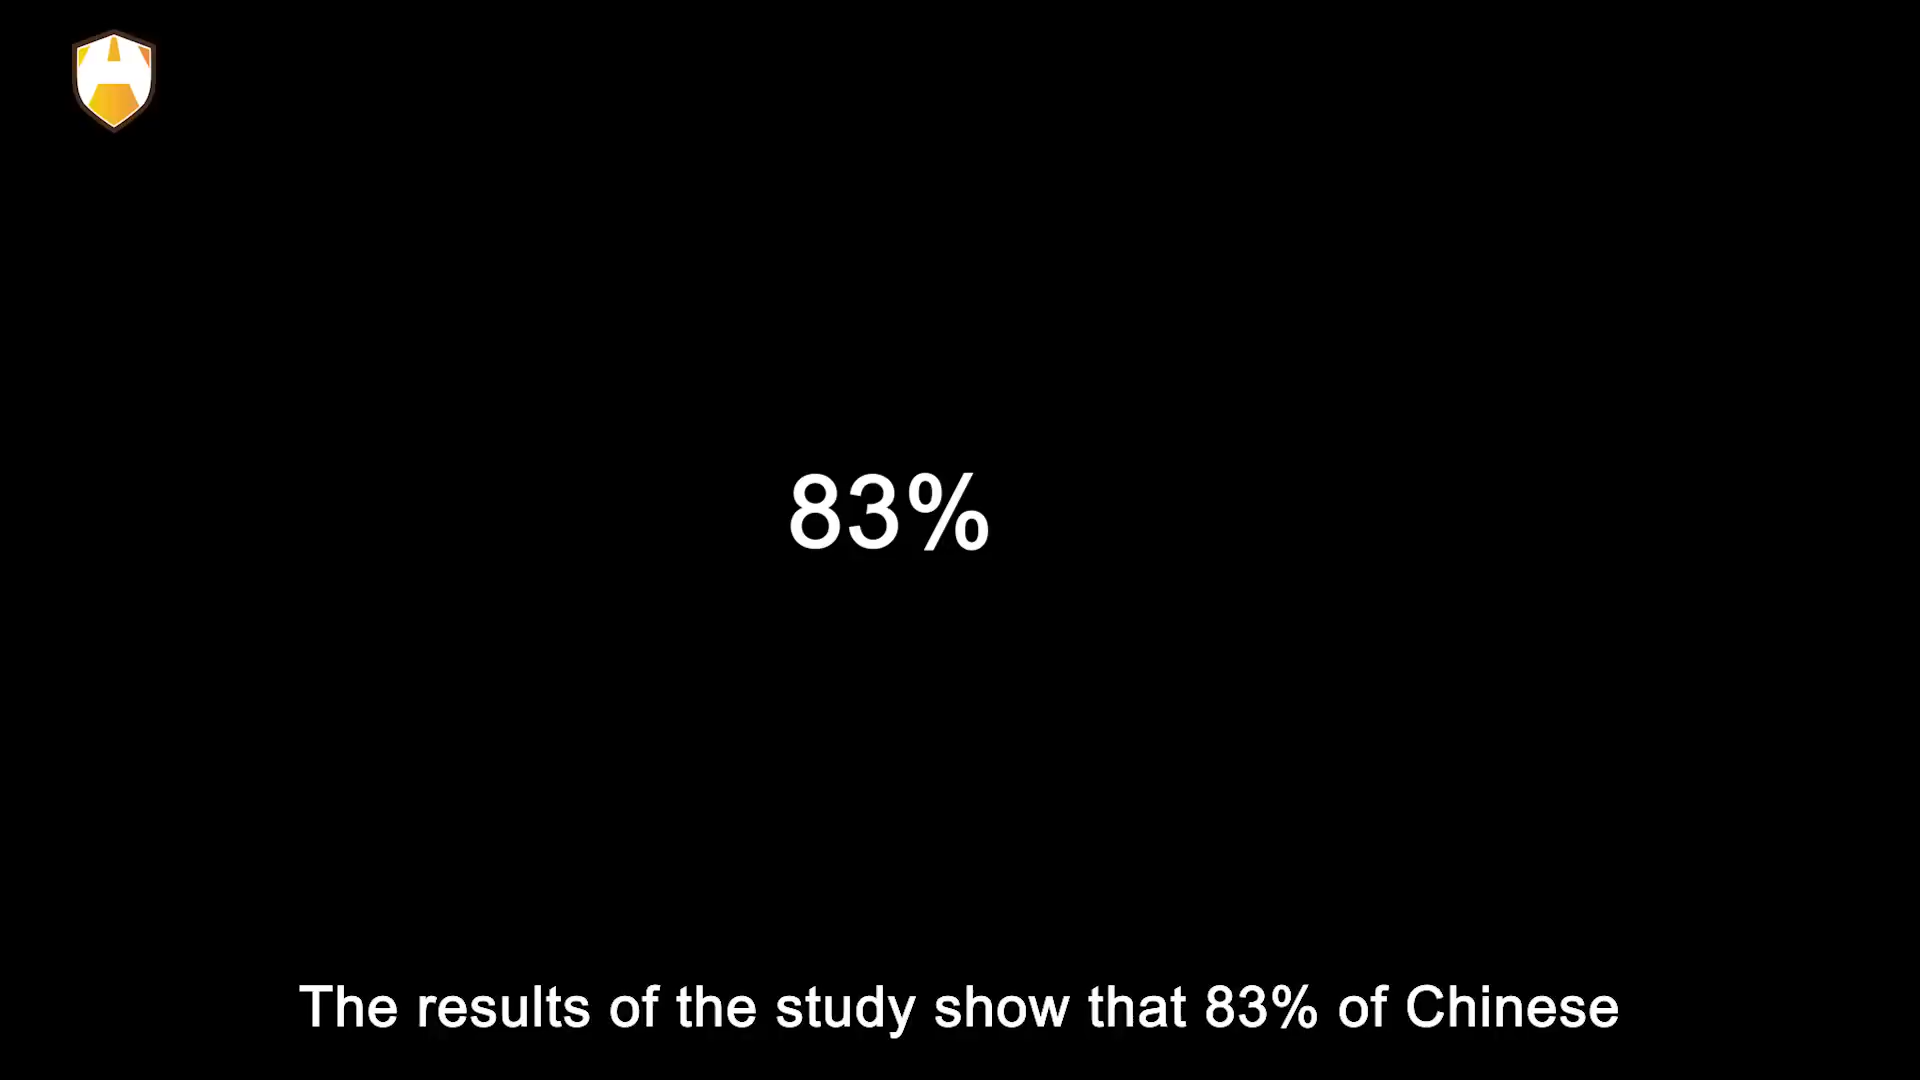 83%
The results of the study show that 83% of Chinese